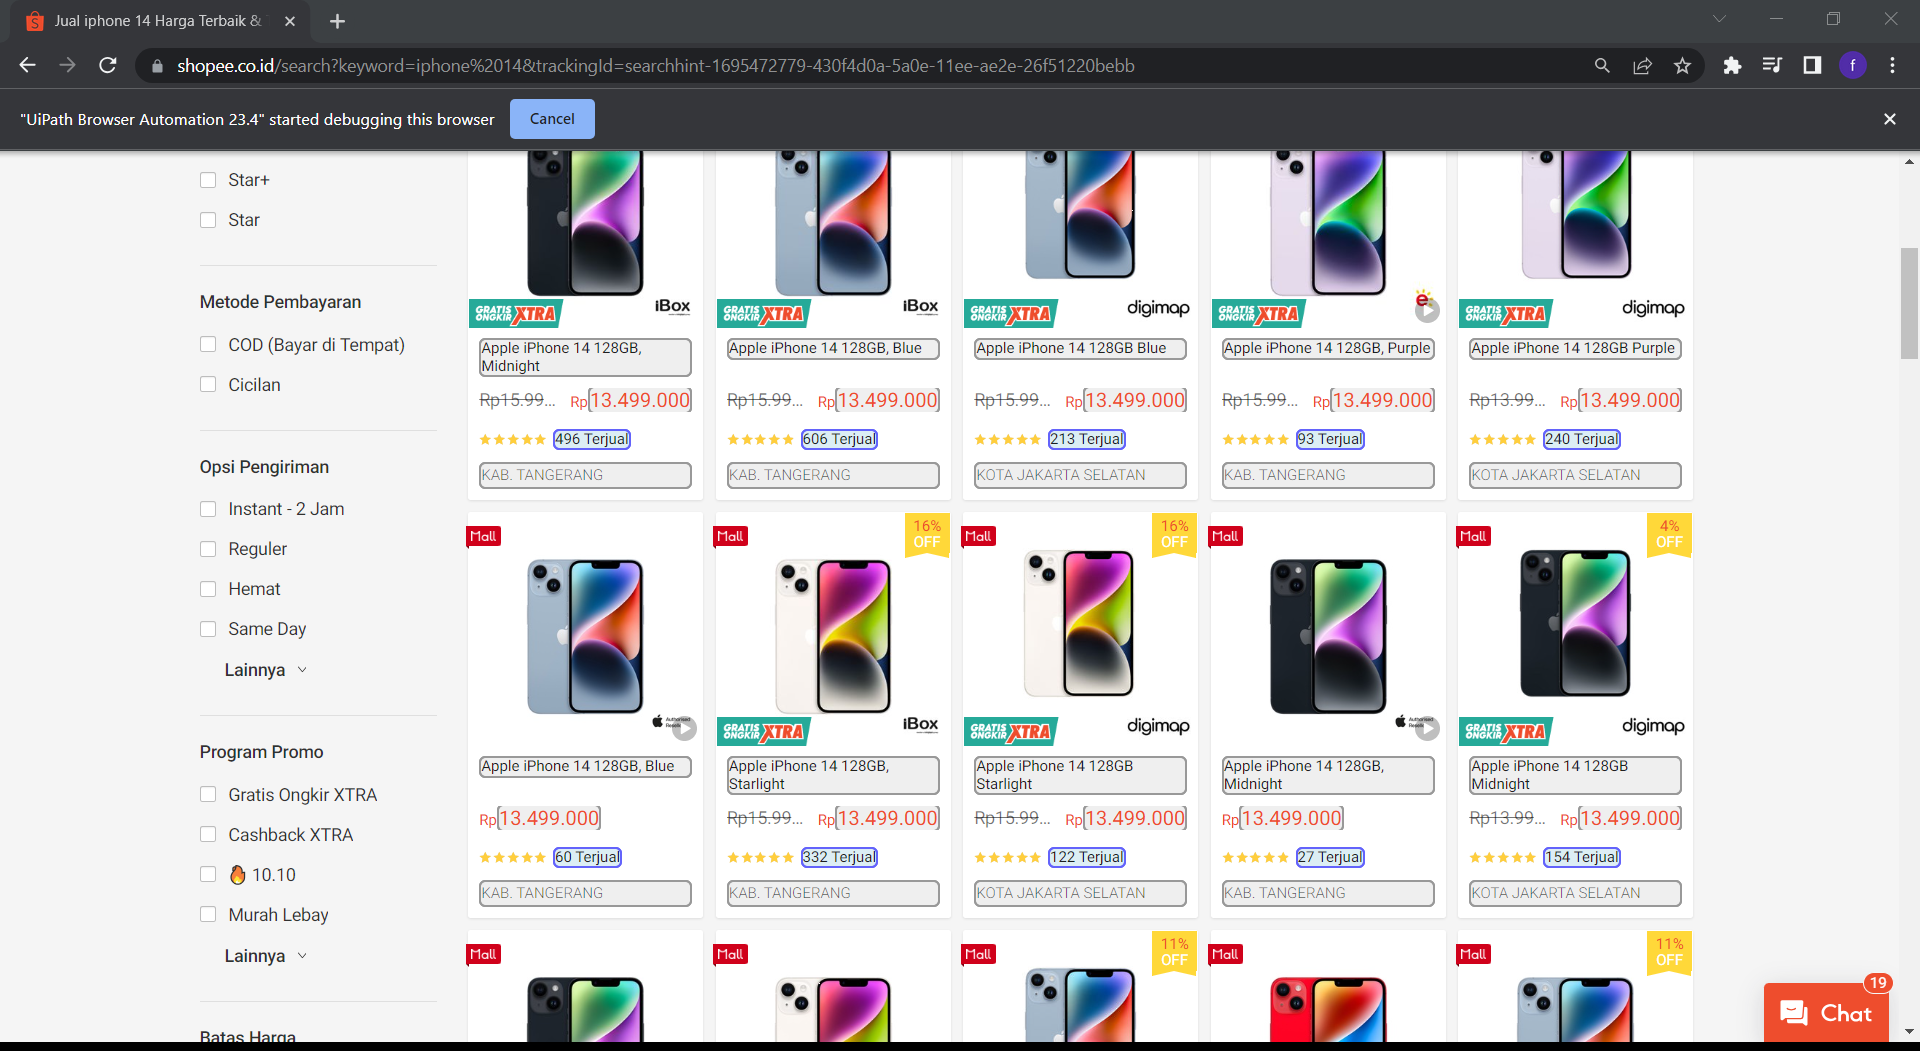 Jual iphone 14 Harga Terbaik &
shopee.co.id/search?keyword=iphone%2014&trackingId=searchhint-1695472779-430f4d0a-5a0e-11ee-ae2e-26f51220bebb
f
"UiPath Browser Automation 23.4" started debugging this browser
Cancel
Star+
Star
Metode Pembayaran
COD (Bayar di Tempat)
Cicilan
Opsi Pengiriman
Instant - 2 Jam
Reguler
Hemat
Same Day
Lainnya
Program Promo
Gratis Ongkir XTRA
Cashback XTRA
10.10
Murah Lebay
Lainnya
Batas Harga
GRATIS ONGKIR XTRA
iBox
Apple iPhone 14 128GB,
Midnight
Rp15.99... Rp13.499.000
496 Terjual
KAB. TANGERANG
GRATIS ONGKIR XTRA
iBox
Apple iPhone 14 128GB, Blue
Rp15.99... Rp13.499.000
606 Terjual
KAB. TANGERANG
GRATIS ONGKIR XTRA
digimap
Apple iPhone 14 128GB Blue
Rp15.99... Rp13.499.000
213 Terjual
KOTA JAKARTA SELATAN
GRATIS ONGKIR XTRA
e
Apple iPhone 14 128GB, Purple
Rp15.99... Rp13.499.000
93 Terjual
KAB. TANGERANG
GRATIS ONGKIR XTRA
digimap
Apple iPhone 14 128GB Purple
Rp13.99... Rp13.499.000
240 Terjual
KOTA JAKARTA SELATAN
Mall
Authorised
Apple iPhone 14 128GB, Blue
Rp13.499.000
60 Terjual
KAB. TANGERANG
Mall
16%
OFF
GRATIS ONGKIR XTRA
iBox
Apple iPhone 14 128GB,
Starlight
Rp15.99... Rp13.499.000
332 Terjual
KAB. TANGERANG
Mall
16%
OFF
GRATIS ONGKIR XTRA
digimap
Apple iPhone 14 128GB
Starlight
Rp15.99... Rp13.499.000
122 Terjual
KOTA JAKARTA SELATAN
Mall
Authorised
Apple iPhone 14 128GB,
Midnight
Rp13.499.000
27 Terjual
KAB. TANGERANG
Mall
4%
OFF
GRATIS ONGKIR XTRA
digimap
Apple iPhone 14 128GB
Midnight
Rp13.99... Rp13.499.000
154 Terjual
KOTA JAKARTA SELATAN
Mall
Mall
Mall
11%
OFF
Mall
Mall
11%
OFF
19
Chat